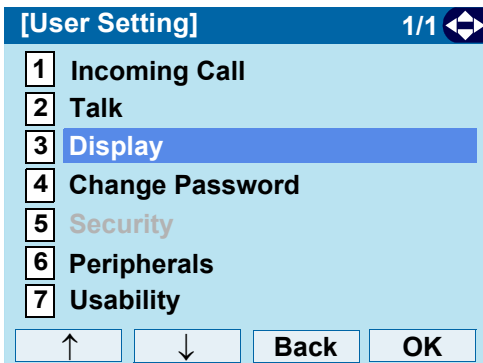 [User Setting] 1/1
1 Incoming Call
2 Talk
3 Display
4 Change Password
5 Security
6 Peripherals
7 Usability
↑ ↓ Back OK